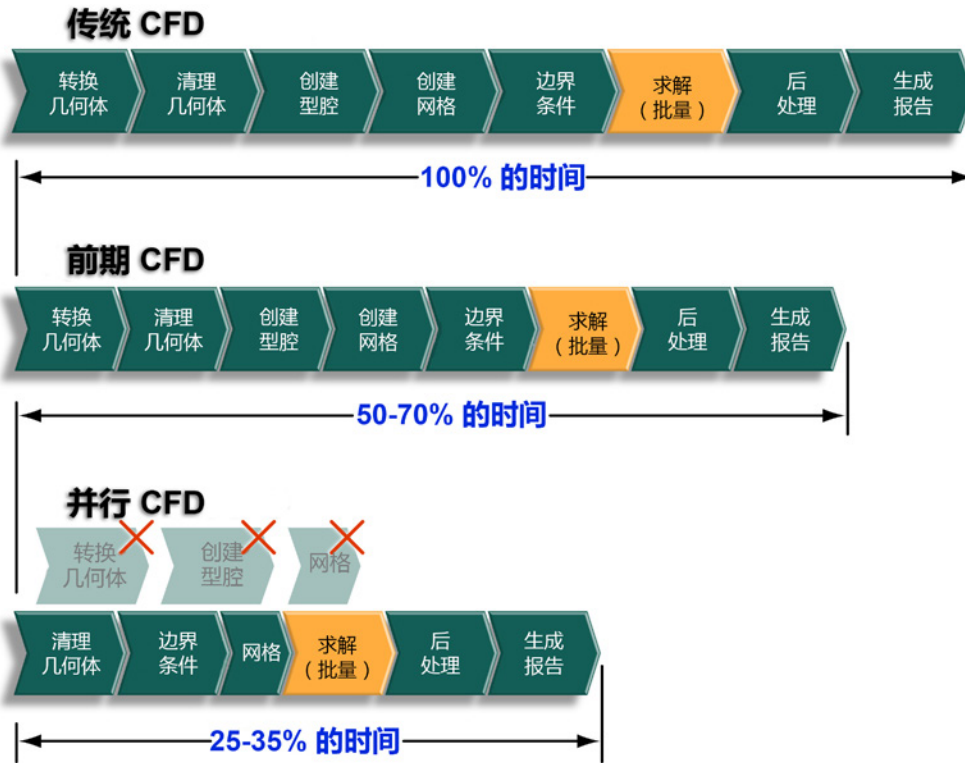 传统 CFD
转换
几何体
清理
几何体
创建
型腔
创建
网格
边界
条件
求解
（批量）
后
处理
生成
报告
100% 的时间
前期 CFD
转换
几何体
清理
几何体
创建
型腔
创建
网格
边界
条件
求解
（批量）
后
处理
生成
报告
50-70% 的时间
并行 CFD
转换
几何体
创建
型腔
网格
清理
几何体
边界
条件
网格
求解
（批量）
后
处理
生成
报告
25-35% 的时间